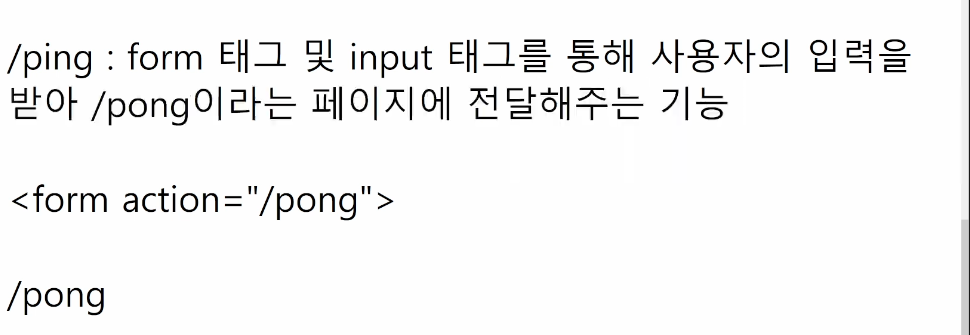 /ping : form 태그 및 input 태그를 통해 사용자의 입력을
받아 /pong이라는 페이지에 전달해주는 기능
<form action="/pong">
/pong